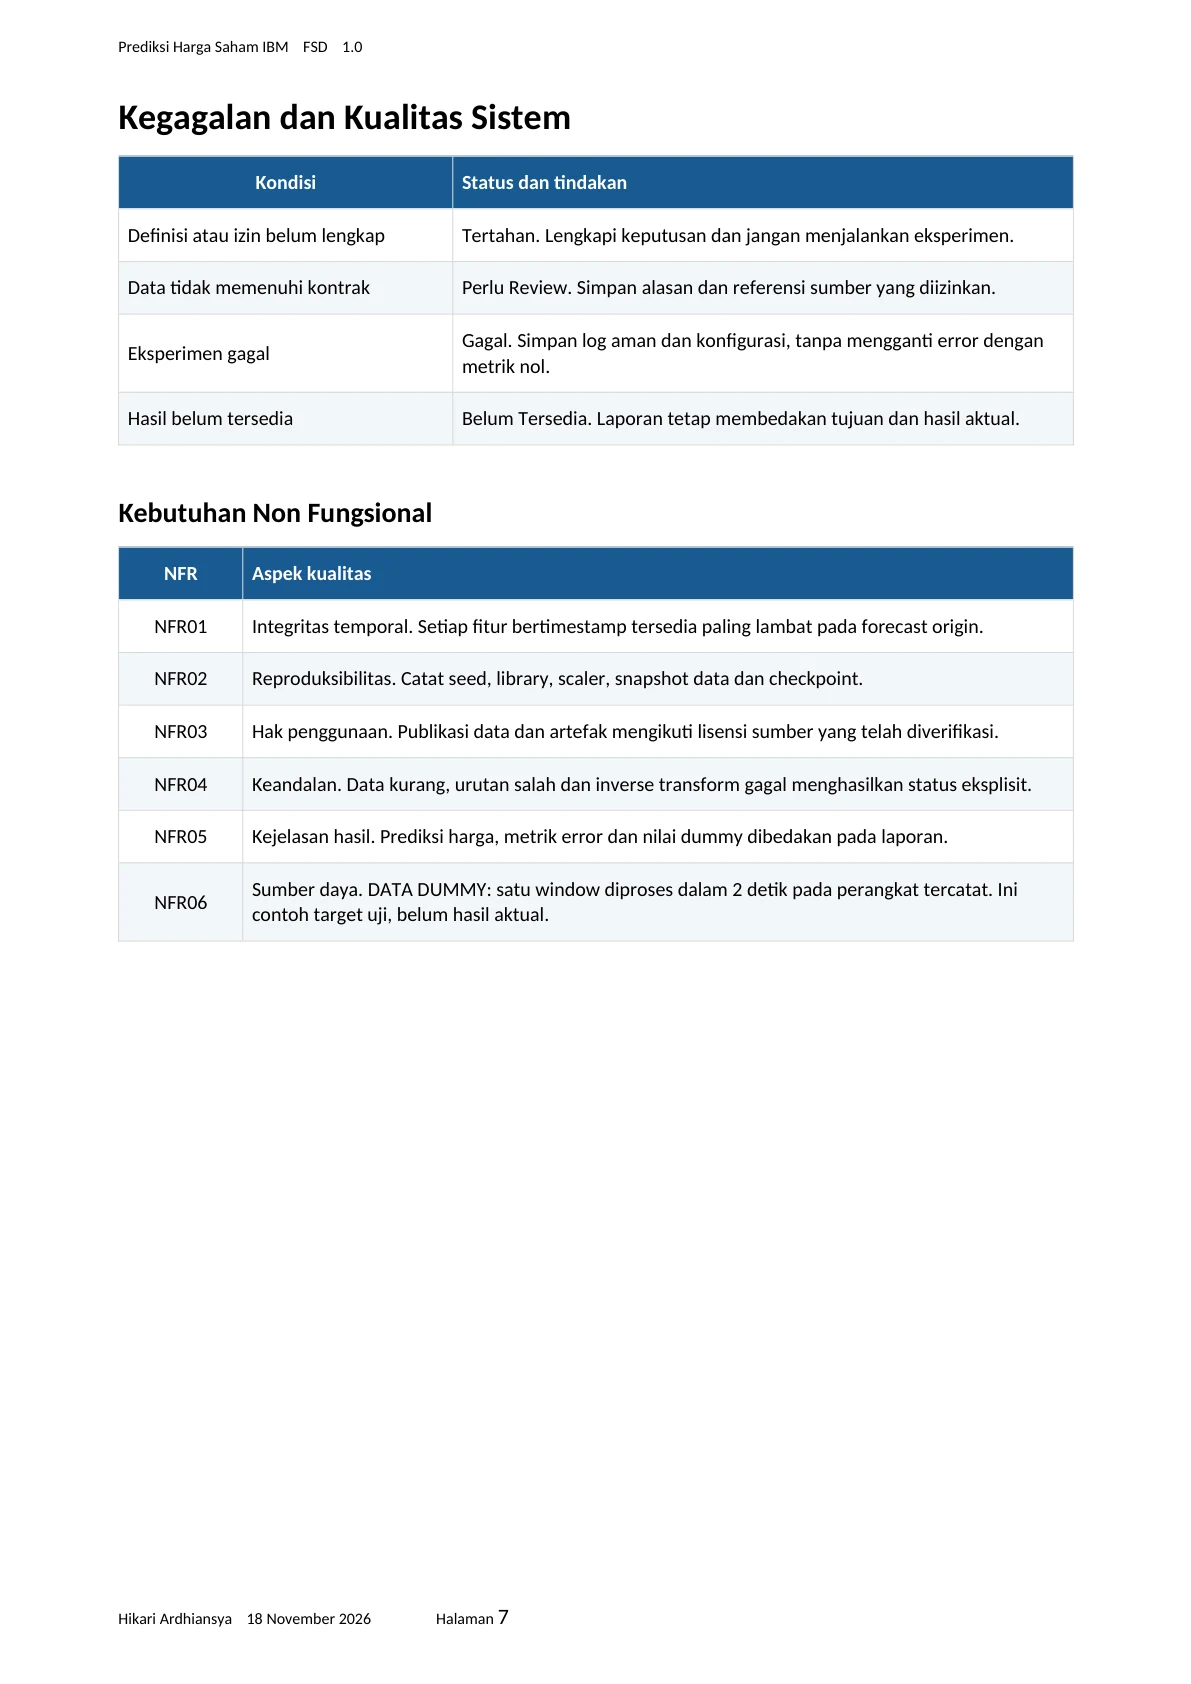 Prediksi Harga Saham IBM FSD 1.0
Kegagalan dan Kualitas Sistem
Kondisi Status dan tindakan
Definisi atau izin belum lengkap Tertahan. Lengkapi keputusan dan jangan menjalankan eksperimen.
Data tidak memenuhi kontrak Perlu Review. Simpan alasan dan referensi sumber yang diizinkan.
Eksperimen gagal Gagal. Simpan log aman dan konfigurasi, tanpa mengganti error dengan
metrik nol.
Hasil belum tersedia Belum Tersedia. Laporan tetap membedakan tujuan dan hasil aktual.
Kebutuhan Non Fungsional
NFR Aspek kualitas
NFR01 Integritas temporal. Setiap fitur bertimestamp tersedia paling lambat pada forecast origin.
NFR02 Reproduksibilitas. Catat seed, library, scaler, snapshot data dan checkpoint.
NFR03 Hak penggunaan. Publikasi data dan artefak mengikuti lisensi sumber yang telah diverifikasi.
NFR04 Keandalan. Data kurang, urutan salah dan inverse transform gagal menghasilkan status eksplisit.
NFR05 Kejelasan hasil. Prediksi harga, metrik error dan nilai dummy dibedakan pada laporan.
NFR06 Sumber daya. DATA DUMMY: satu window diproses dalam 2 detik pada perangkat tercatat. Ini
contoh target uji, belum hasil aktual.
Hikari Ardhiansya 18 November 2026 Halaman 7